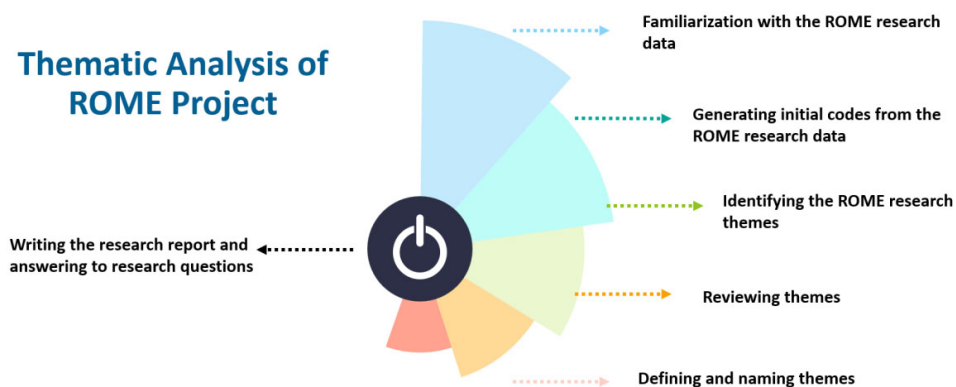 Thematic Analysis of
ROME Project
Familiarization with the ROME research
data
Generating initial codes from the
ROME research data
Identifying the ROME research
themes
Reviewing themes
Defining and naming themes
Writing the research report and
answering to research questions